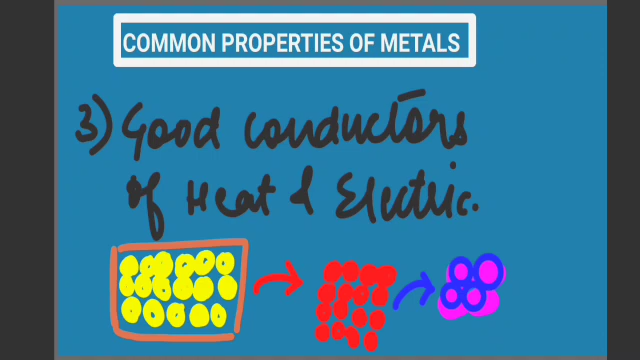 COMMON PROPERTIES OF METALS
3) Good conductors
of Heat & Electric.